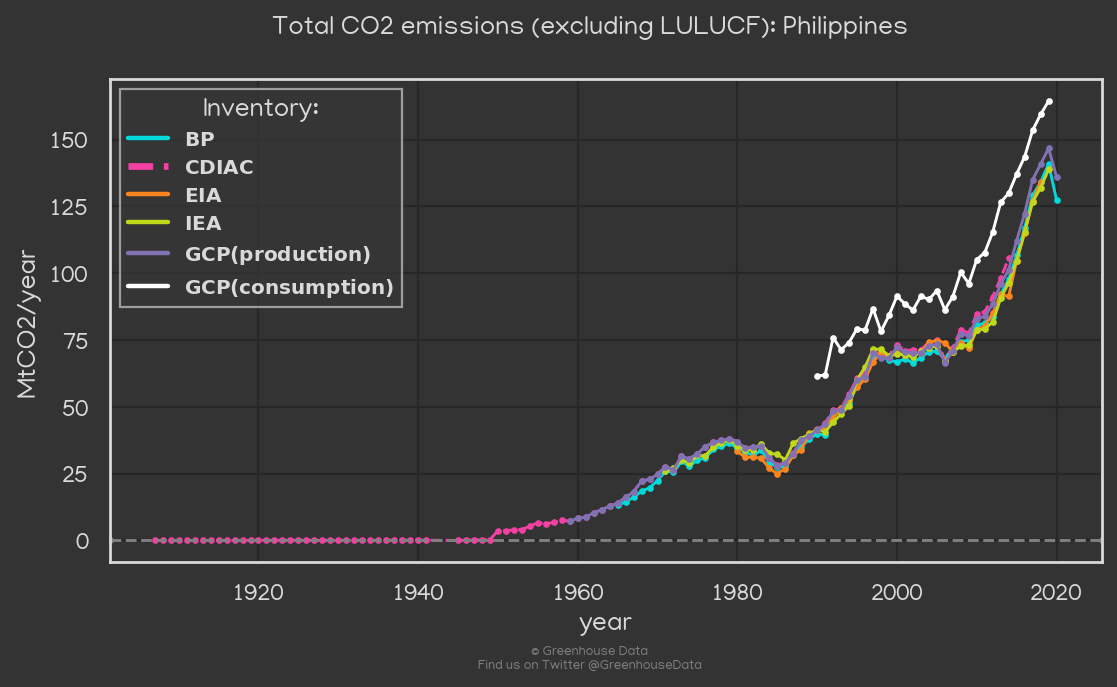 Total CO2 emissions (excluding LULUCF): Philippines
Inventory:
BP
CDIAC
EIA
IEA
GCP(production)
GCP(consumption)
MtCO2/year
150
125
100
75
50
25
0
1920 1940 1960 1980 2000 2020
year
© Greenhouse Data
Find us on Twitter @GreenhouseData